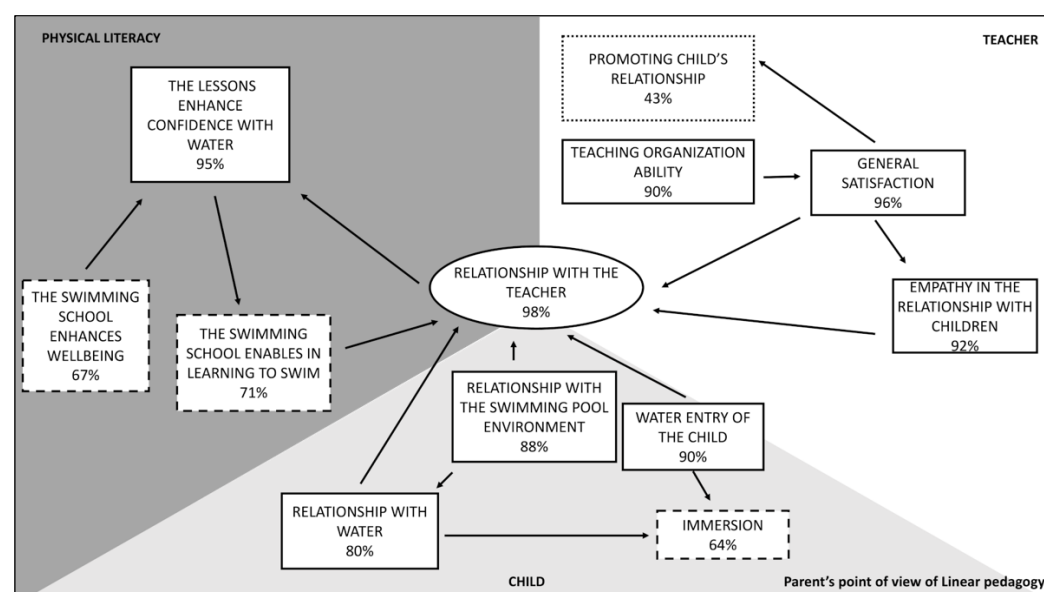 PHYSICAL LITERACY
TEACHER
THE LESSONS
ENHANCE
CONFIDENCE WITH
WATER
95%
PROMOTING CHILD'S
RELATIONSHIP
43%
TEACHING ORGANIZATION
ABILITY
90%
GENERAL
SATISFACTION
96%
RELATIONSHIP WITH THE
TEACHER
98%
THE SWIMMING
SCHOOL
ENHANCES
WELLBEING
67%
THE SWIMMING
SCHOOL ENABLES IN
LEARNING TO SWIM
71%
EMPATHY IN THE
RELATIONSHIP WITH
CHILDREN
92%
RELATIONSHIP WITH
THE SWIMMING POOL
ENVIRONMENT
88%
WATER ENTRY OF
THE CHILD
90%
RELATIONSHIP WITH
WATER
80%
IMMERSION
64%
CHILD
Parent's point of view of Linear pedagogy